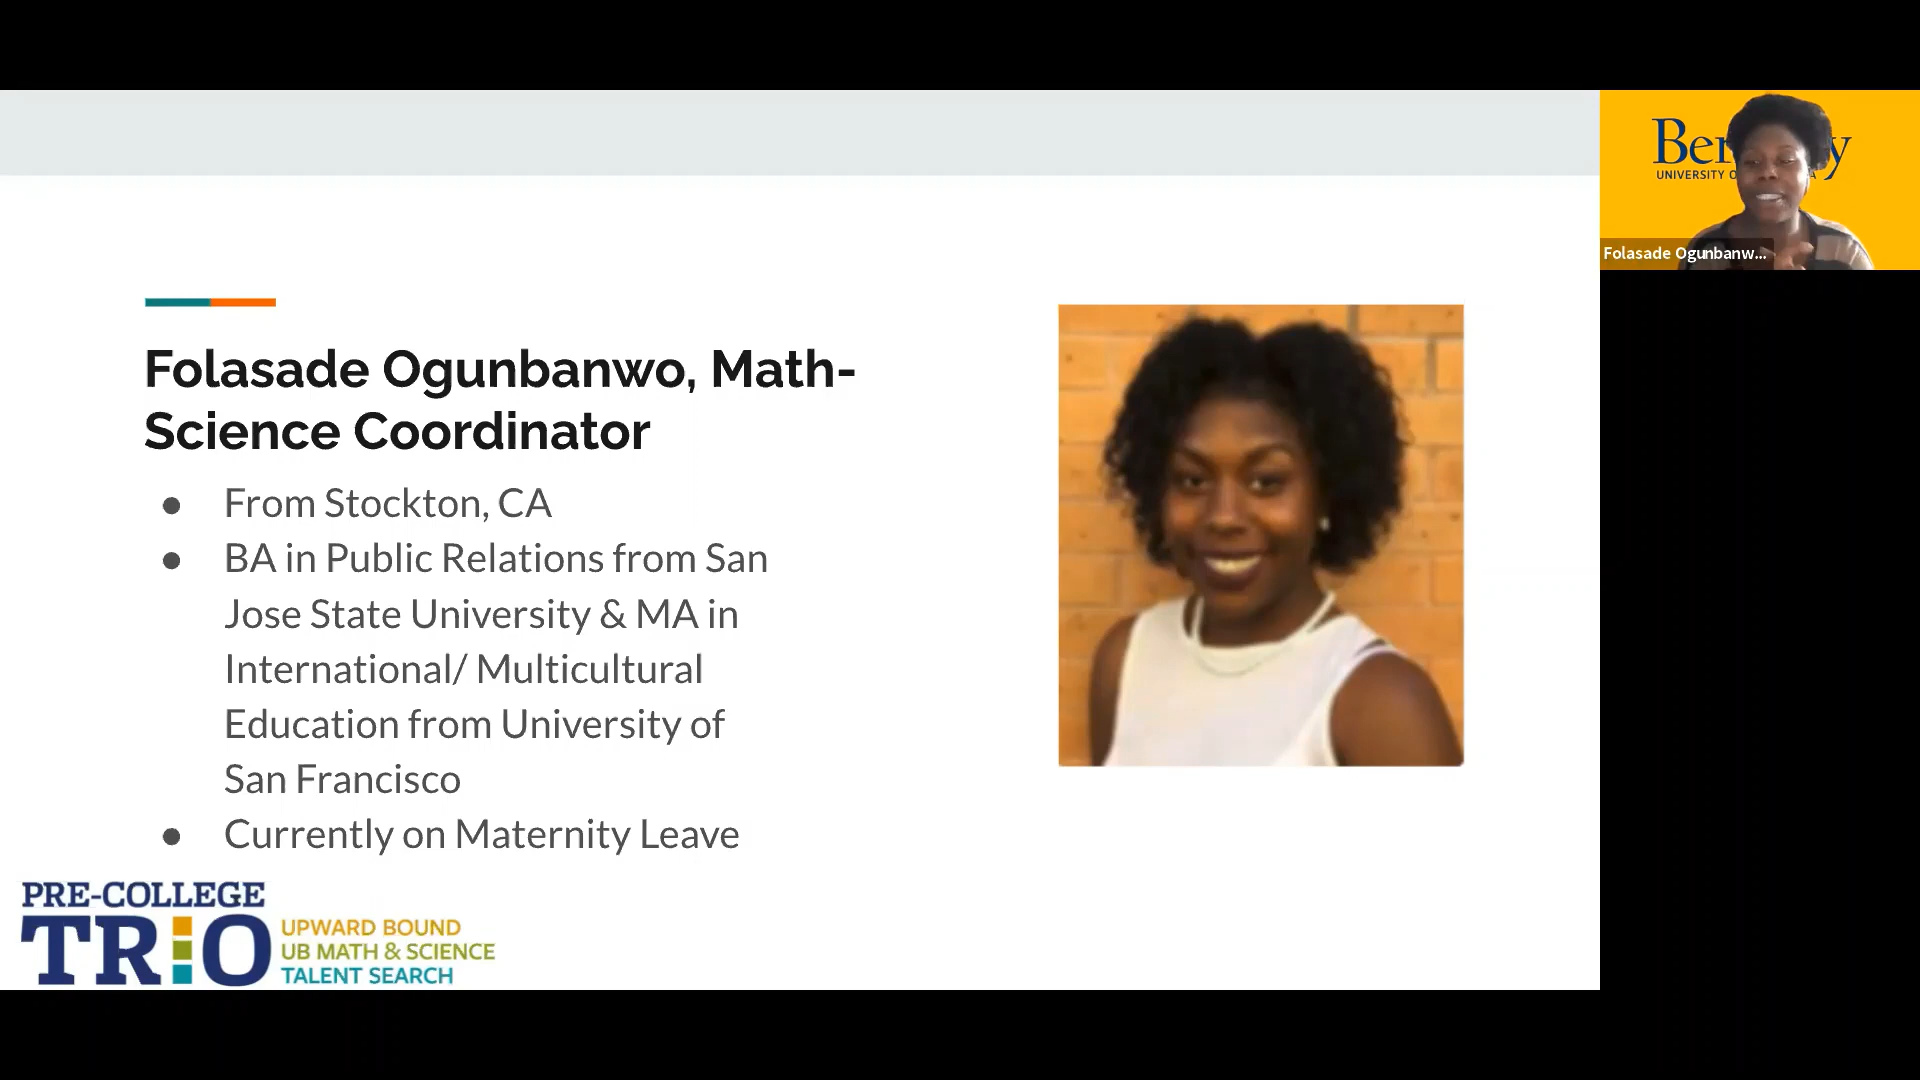 Folasade Ogunbanwo, Math-
Science Coordinator
● From Stockton, CA
● BA in Public Relations from San
Jose State University & MA in
International/ Multicultural
Education from University of
San Francisco
● Currently on Maternity Leave
PRE-COLLEGE
TRIO
UPWARD BOUND
UB MATH & SCIENCE
TALENT SEARCH
UNIVERSITY
Folasade Ogunbanw...